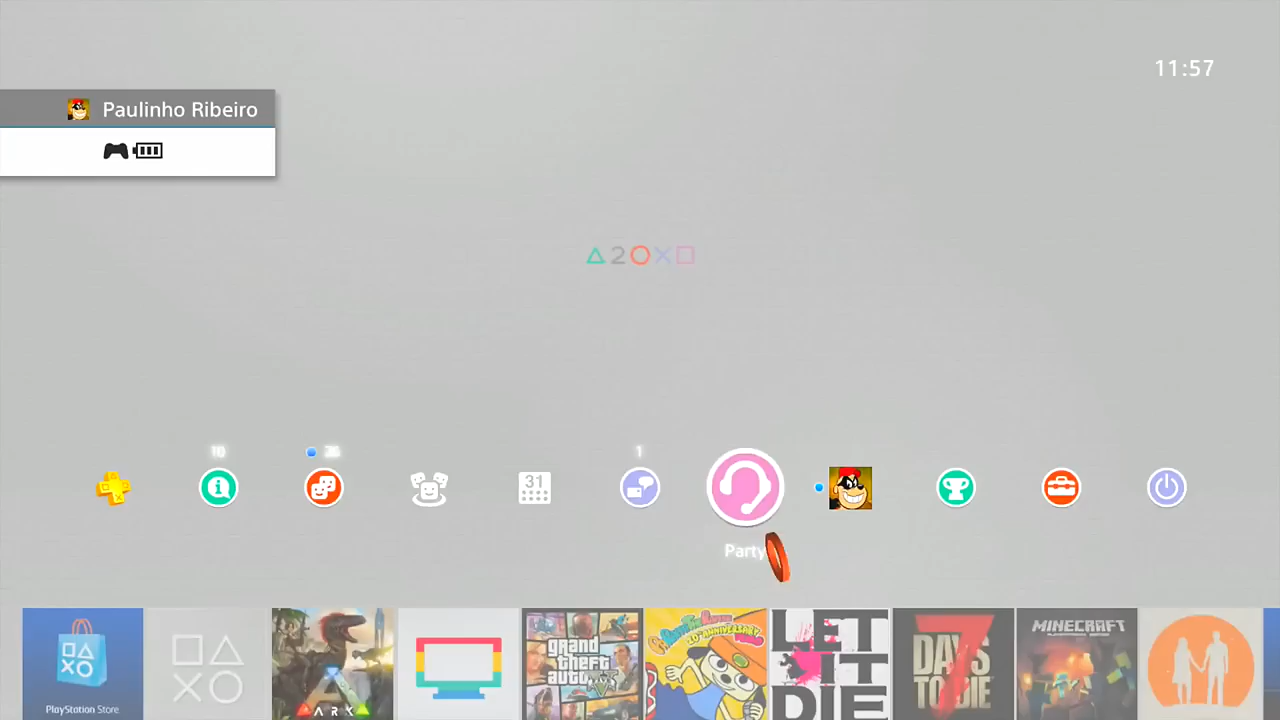 11:57
Paulinho Ribeiro
2
10
1
31
Party
PlayStation Store
ARK
grand
theft
auto
V
PARAPPA THE RAPPER
20TH ANNIVERSARY
LET
IT
DIE
7
DAYS
TO DIE
MINECRAFT